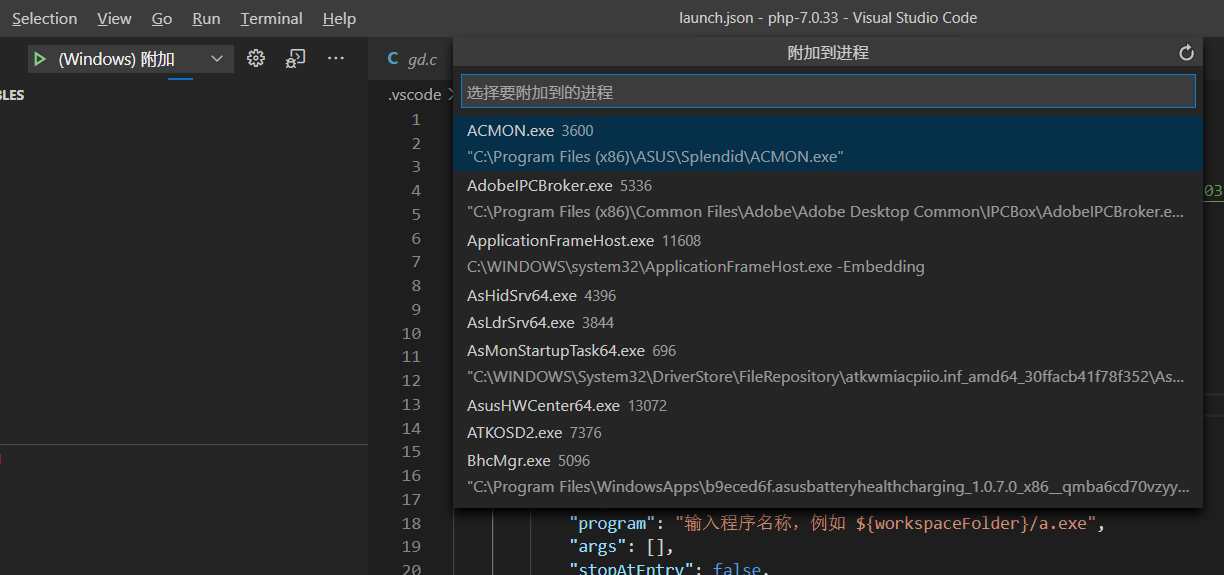 Selection View Go Run Terminal Help launch.json - php-7.0.33 - Visual Studio Code
(Windows) 附加
gd.c
附加到进程
.vscode
选择要附加到的进程
1
2
3
4
5
6
7
8
9
10
11
12
13
14
15
16
17
ACMON.exe 3600
"C:\Program Files (x86)\ASUS\Splendid\ACMON.exe"
AdobeIPCBroker.exe 5336
"C:\Program Files (x86)\Common Files\Adobe\Adobe Desktop Common\IPCBox\AdobeIPCBroker.e...
ApplicationFrameHost.exe 11608
C:\WINDOWS\system32\ApplicationFrameHost.exe -Embedding
AsHidSrv64.exe 4396
AsLdrSrv64.exe 3844
AsMonStartupTask64.exe 696
"C:\WINDOWS\System32\DriverStore\FileRepository\atkwmiacpiio.inf_amd64_30ffacb41f78f352\As...
AsusHWCenter64.exe 13072
ATKOSD2.exe 7376
BhcMgr.exe 5096
"C:\Program Files\WindowsApps\b9eced6f.asusbatteryhealthcharging_1.0.7.0_x86__qmba6cd70vzyy...
03
18 "program": "输入程序名称，例如 ${workspaceFolder}/a.exe",
19 "args": [],
20 "stopAtEntry": false,